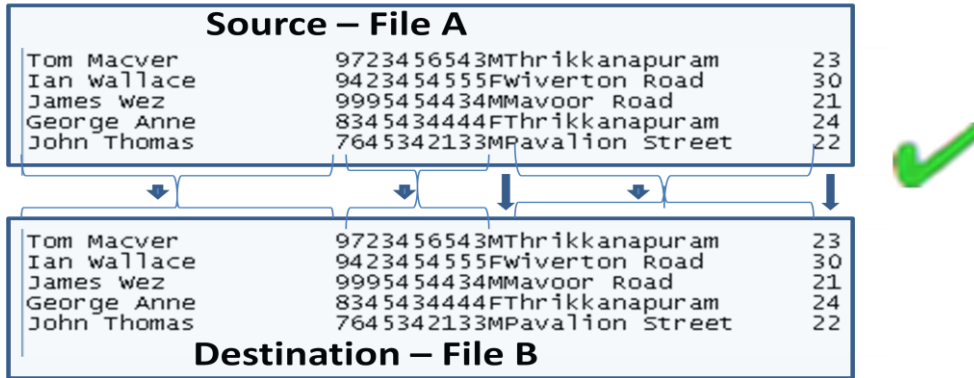 Source – File A
Tom Macver 9723456543MThrikkanapuram 23
Ian Wallace 9423454555FWiverton Road 30
James Wez 9995454434MMavoor Road 21
George Anne 8345434444FThrikkanapuram 24
John Thomas 7645342133MPavalion Street 22
Tom Macver 9723456543MThrikkanapuram 23
Ian Wallace 9423454555FWiverton Road 30
James Wez 9995454434MMavoor Road 21
George Anne 8345434444FThrikkanapuram 24
John Thomas 7645342133MPavalion Street 22
Destination – File B